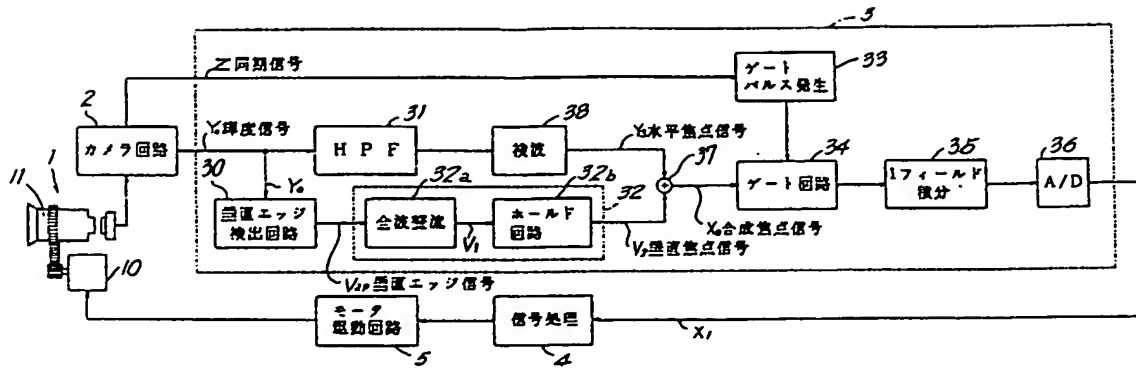 3
Z同期信号
ゲート
パルス発生
33
2
カメラ回路
Y₀輝度信号
31
HPF
38
検波
Y₁水平焦点信号
37
34
ゲート回路
35
1フィールド
積分
36
A/D
1
11
30
Y₀
垂直エッジ
検出回路
32a
全波整流
V₁
32b
ホールド
回路
32
V₂垂直焦点信号
X₀合成焦点信号
10
垂直エッジ信号
モータ
電動回路
5
信号処理
4
X₁